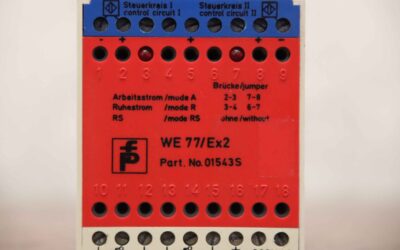 Steuerkreis I Steuerkreis II
control circuit I control circuit II
- + + -
1 2 3 4 5 6 7 8 9
Brücke/jumper
Arbeitsstrom /mode A 2-3 7-8
Ruhestrom /mode R 3-4 6-7
RS /mode RS ohne/without
WE 77/Ex2
Part. No. 01543S
10 11 12 13 14 15 16 17 18